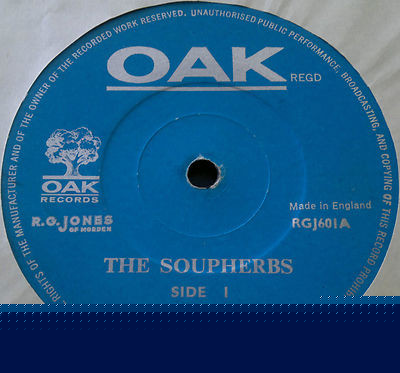 RIGHTS OF THE MANUFACTURER AND OF THE OWNER OF THE RECORDED WORK RESERVED. UNAUTHORISED PUBLIC PERFORMANCE, BROADCASTING, AND COPYING OF THIS RECORD
OAK
REGD
OAK
RECORDS
R.G. JONES
OF MORDEN
Made in England
RGJ601A
THE SOUPHERBS
SIDE 1